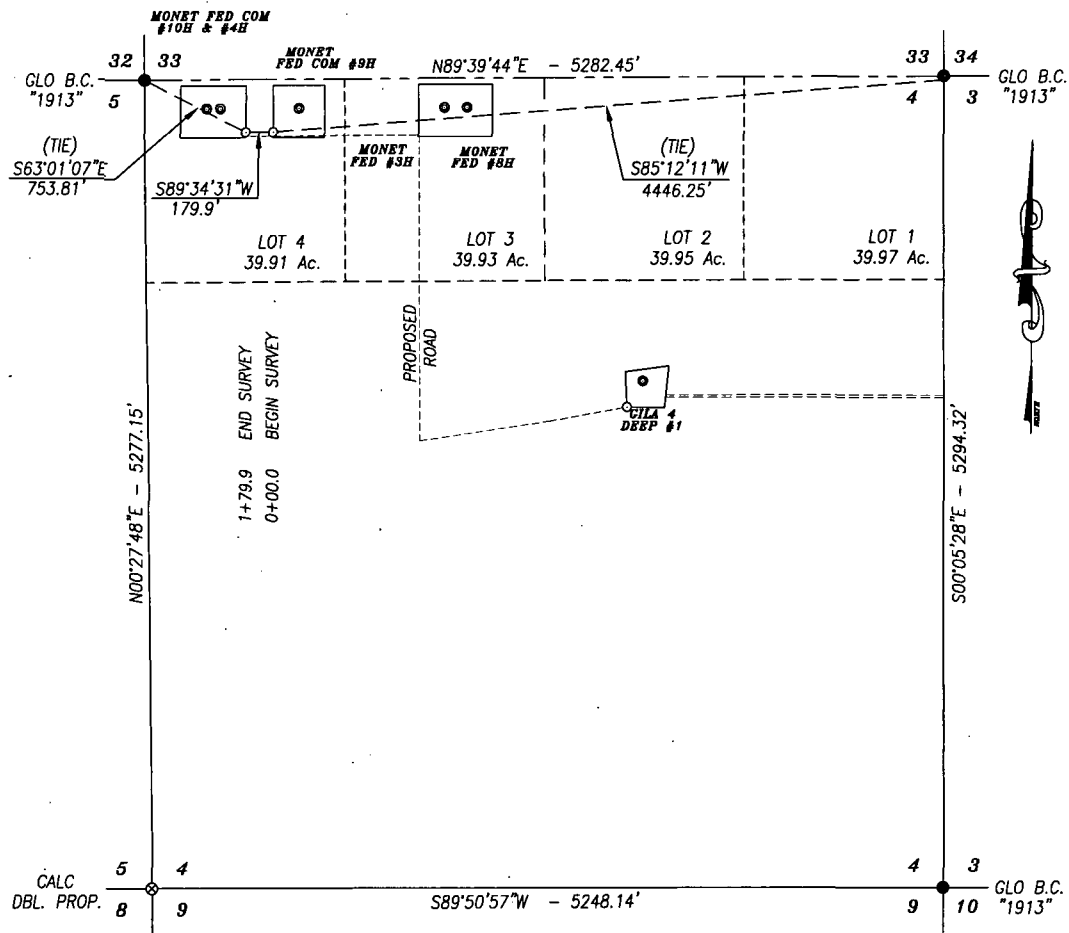 MONET FED COM
#10H & #4H
32 33
MONET
FED COM #9H
N89°39'44"E - 5282.45'
33 34
GLO B.C.
"1913"
5
4 3
GLO B.C.
"1913"
(TIE)
S63°01'07"E
753.81'
S89°34'31"W
179.9'
MONET
FED #3H
MONET
FED #8H
(TIE)
S85°12'11"W
4446.25'
LOT 4
39.91 Ac.
LOT 3
39.93 Ac.
LOT 2
39.95 Ac.
LOT 1
39.97 Ac.
NORTH
N00°27'48"E - 5277.15'
1+79.9 END SURVEY
0+00.0 BEGIN SURVEY
PROPOSED
ROAD
GILA 4
DEEP #1
S00°05'28"E - 5294.32'
5 4
CALC
DBL. PROP.
8 9
S89°50'57"W - 5248.14'
4 3
9 10
GLO B.C.
"1913"